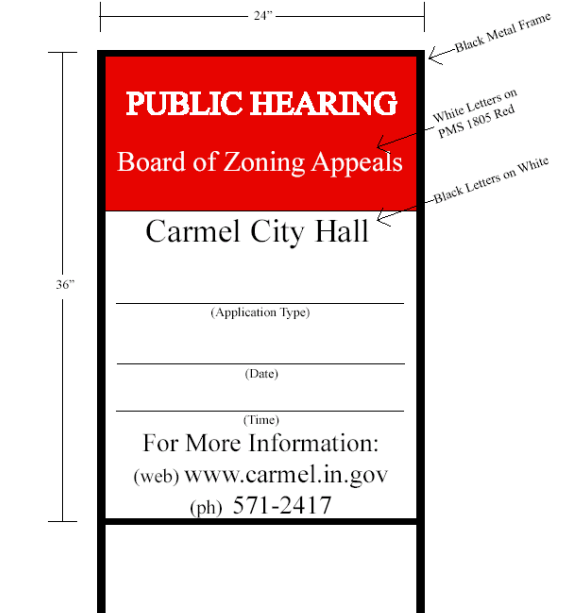 24”
Black Metal Frame
PUBLIC HEARING
White Letters on
PMS 1805 Red
Board of Zoning Appeals
Black Letters on White
Carmel City Hall
36”
(Application Type)
(Date)
(Time)
For More Information:
(web) www.carmel.in.gov
(ph) 571-2417